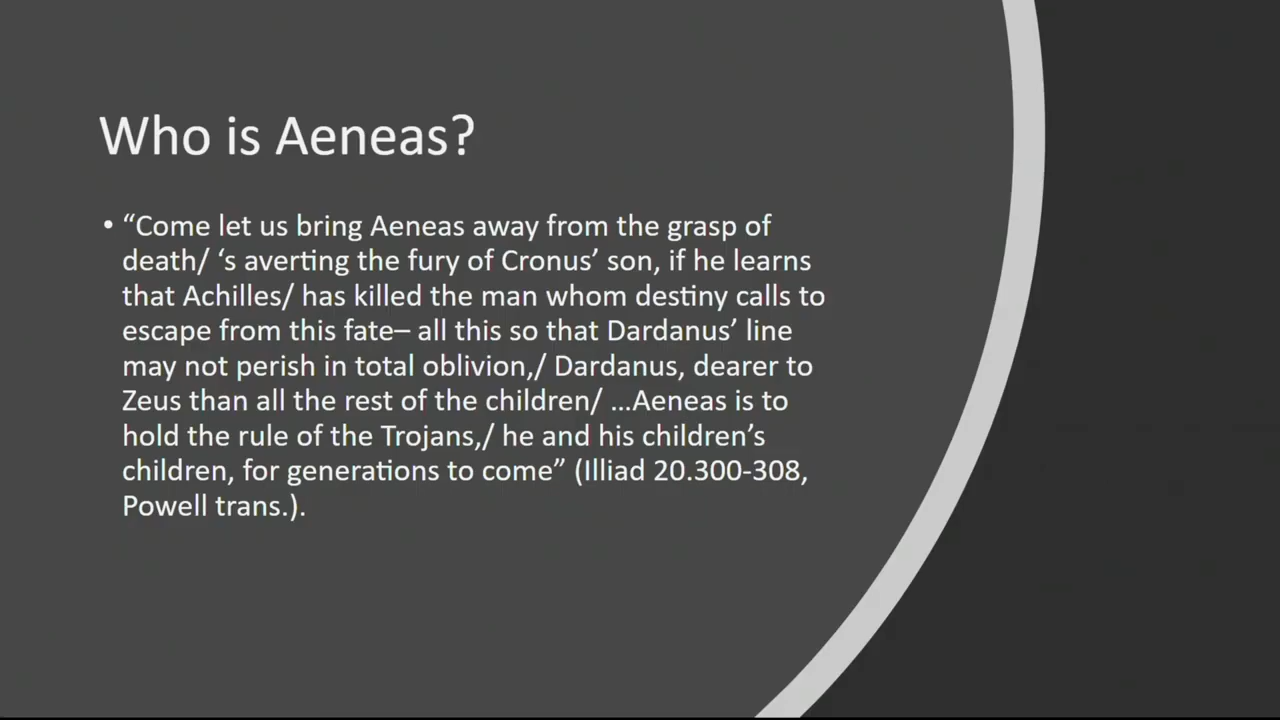 Who is Aeneas?
• “Come let us bring Aeneas away from the grasp of
death/ ‘s averting the fury of Cronus’ son, if he learns
that Achilles/ has killed the man whom destiny calls to
escape from this fate– all this so that Dardanus’ line
may not perish in total oblivion,/ Dardanus, dearer to
Zeus than all the rest of the children/ …Aeneas is to
hold the rule of the Trojans,/ he and his children’s
children, for generations to come” (Illiad 20.300-308,
Powell trans.).